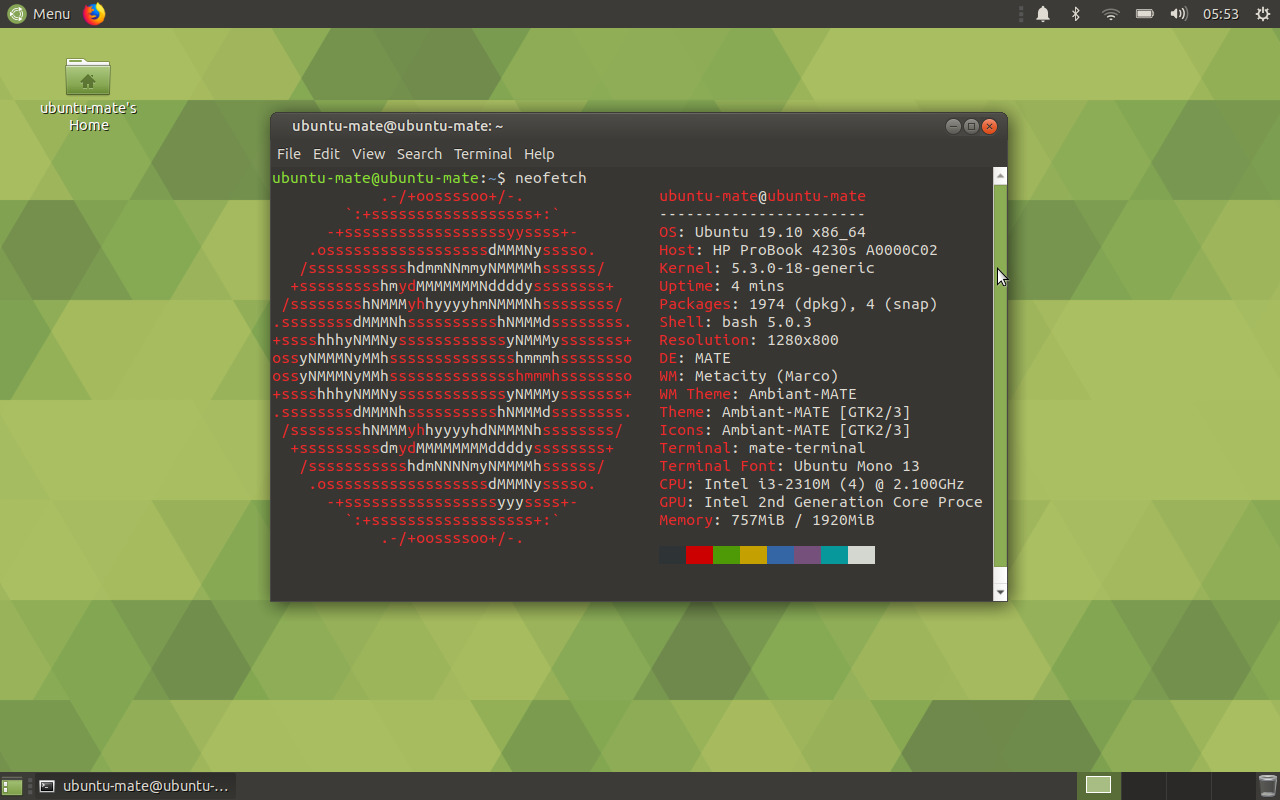 Menu
05:53
ubuntu-mate's
Home
ubuntu-mate@ubuntu-mate: ~
File Edit View Search Terminal Help
ubuntu-mate@ubuntu-mate:~$ neofetch
.-/+oossssoo+/-. ubuntu-mate@ubuntu-mate
`:+ssssssssssssssssss+:` -----------------------
-+ssssssssssssssssssyyssss+- OS: Ubuntu 19.10 x86_64
.ossssssssssssssssssdMMMNysssso. Host: HP ProBook 4230s A0000C02
/ssssssssssshdmmNNmmyNMMMMhssssss/ Kernel: 5.3.0-18-generic
+ssssssssshmydMMMMMMMNddddyssssssss+ Uptime: 4 mins
/sssssssshNMMMyhhyyyyhmNMMMNhssssssss/ Packages: 1974 (dpkg), 4 (snap)
.ssssssssdMMMNhsssssssssshNMMMdssssssss. Shell: bash 5.0.3
+sssshhhyNMMNyssssssssssssyNMMMysssssss+ Resolution: 1280x800
ossyNMMMNyMMhsssssssssssssshmmmhssssssso DE: MATE
ossyNMMMNyMMhsssssssssssssshmmmhssssssso WM: Metacity (Marco)
+sssshhhyNMMNyssssssssssssyNMMMysssssss+ WM Theme: Ambiant-MATE
.ssssssssdMMMNhsssssssssshNMMMdssssssss. Theme: Ambiant-MATE [GTK2/3]
/sssssssshNMMMyhhyyyyhdNMMMNhssssssss/ Icons: Ambiant-MATE [GTK2/3]
+sssssssssdmydMMMMMMMMddddyssssssss+ Terminal: mate-terminal
/ssssssssssshdmNNNNmyNMMMMhssssss/ Terminal Font: Ubuntu Mono 13
.ossssssssssssssssssdMMMNysssso. CPU: Intel i3-2310M (4) @ 2.100GHz
-+sssssssssssssssssyyyssss+- GPU: Intel 2nd Generation Core Proce
`:+ssssssssssssssssss+:` Memory: 757MiB / 1920MiB
.-/+oossssoo+/-.
ubuntu-mate@ubuntu-...